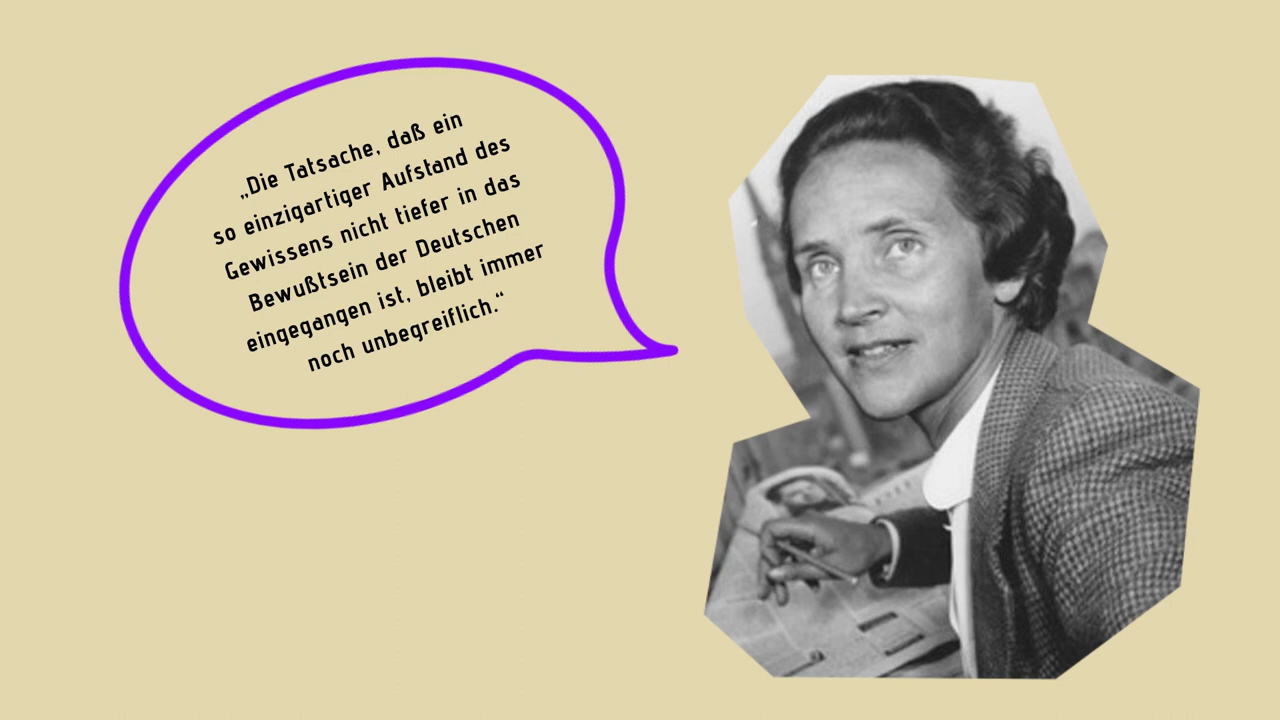 „Die Tatsache, daß ein
so einzigartiger Aufstand des
Gewissens nicht tiefer in das
Bewußtsein der Deutschen
eingegangen ist, bleibt immer
noch unbegreiflich.“